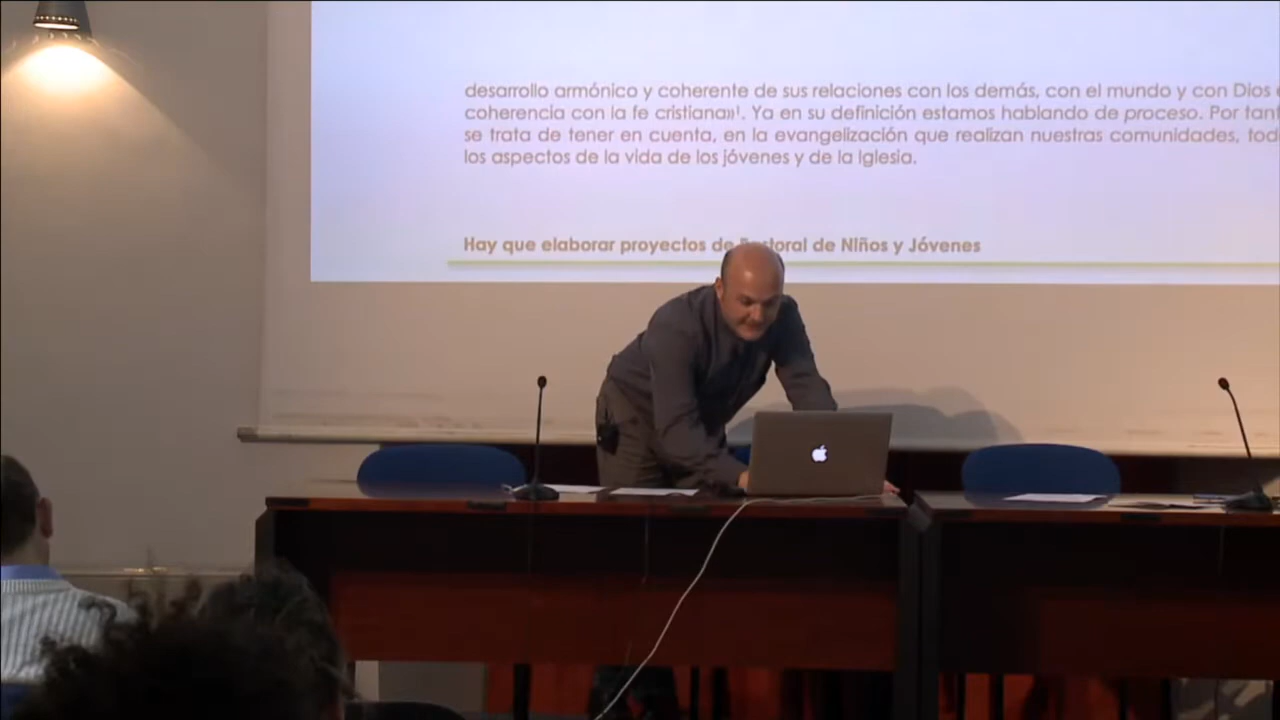 desarrollo armónico y coherente de sus relaciones con los demás, con el mundo y con Dios
coherencia con la fe cristiana»¹. Ya en su definición estamos hablando de proceso. Por tant
se trata de tener en cuenta, en la evangelización que realizan nuestras comunidades, tod
los aspectos de la vida de los jóvenes y de la Iglesia.
Hay que elaborar proyectos de Pastoral de Niños y Jóvenes